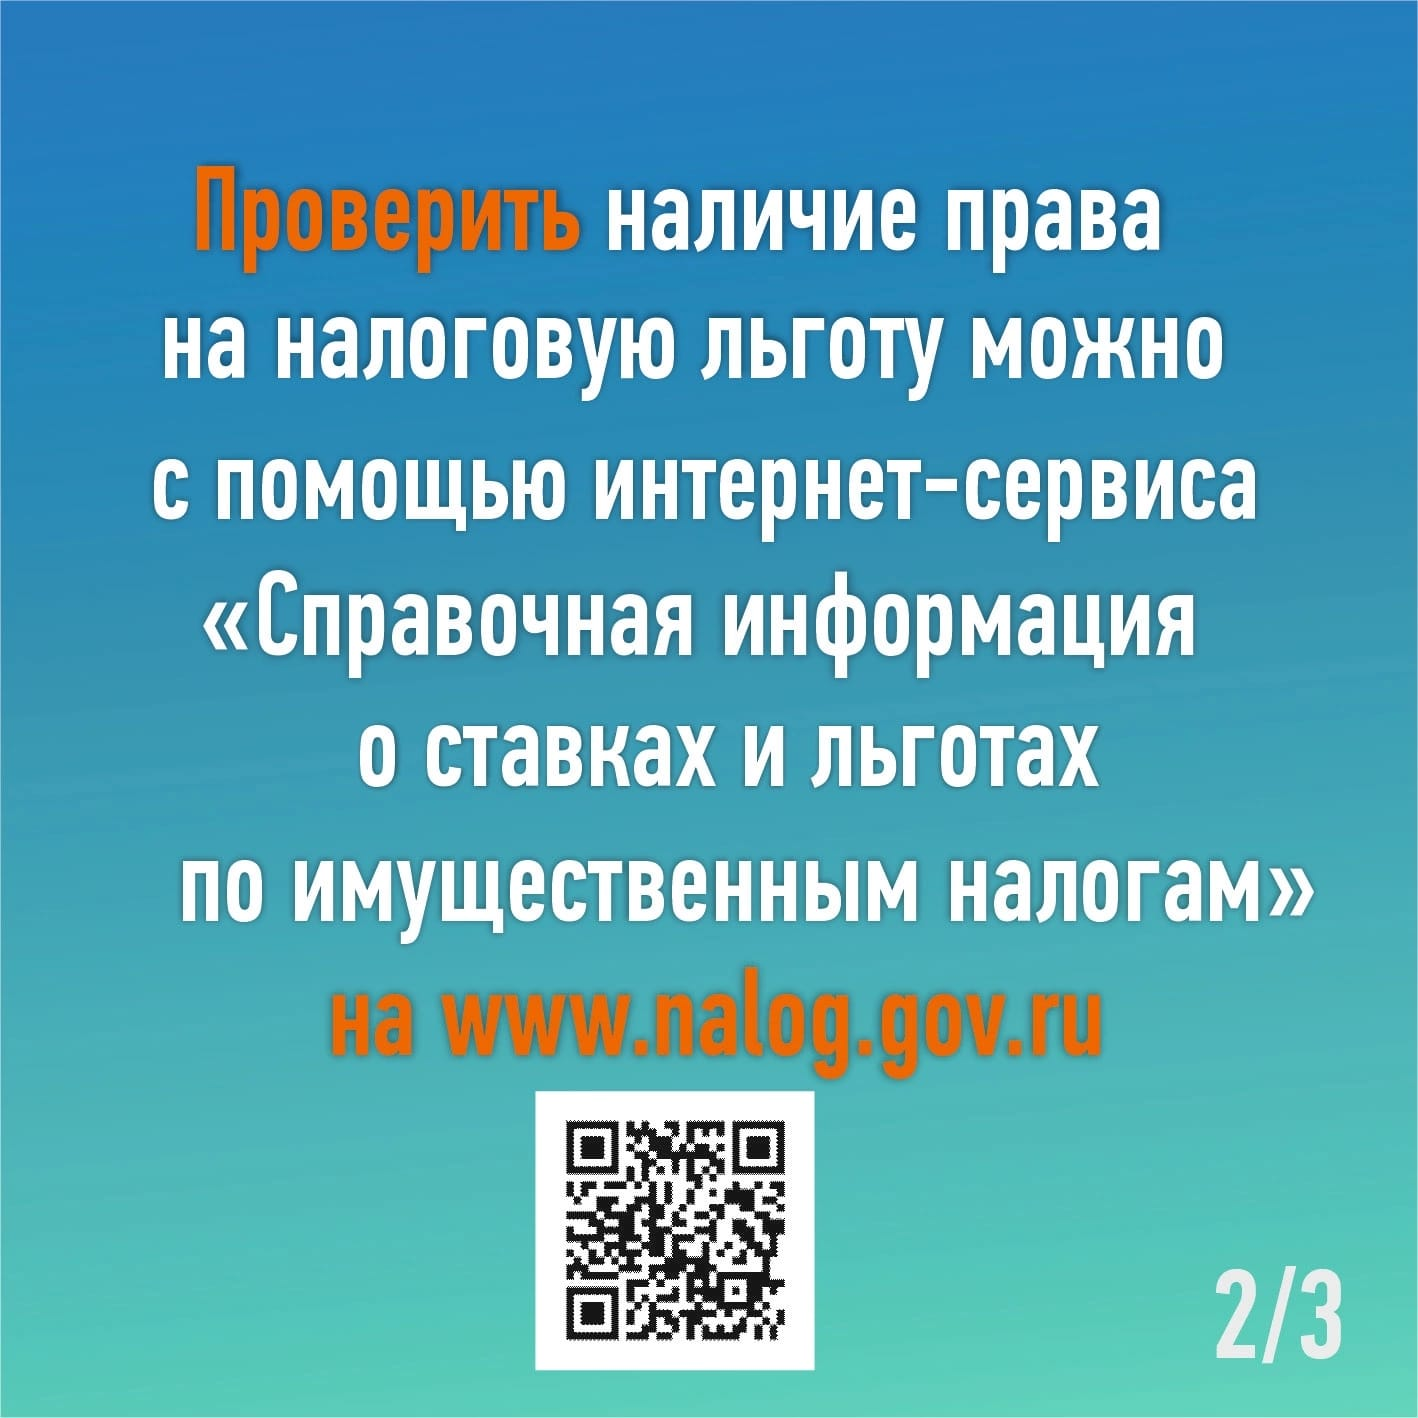 Проверить наличие права
на налоговую льготу можно
с помощью интернет-сервиса
«Справочная информация
о ставках и льготах
по имущественным налогам»
на www.nalog.gov.ru
2/3